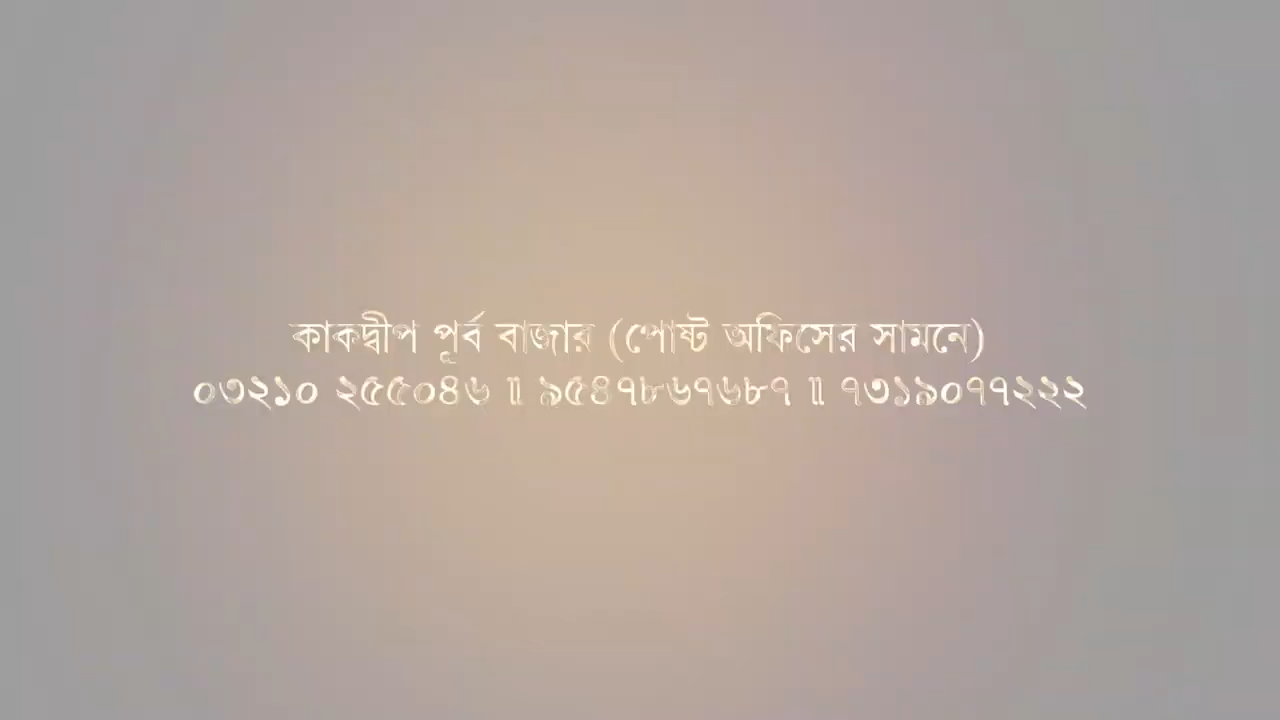 কাকদ্বীপ পূর্ব বাজার (পোষ্ট অফিসের সামনে)
০৩২১০ ২৫৫০৪৬ ॥ ৯৫৪৭৮৬৭৬৮৭ ॥ ৭৩১৯০৭৭২২২